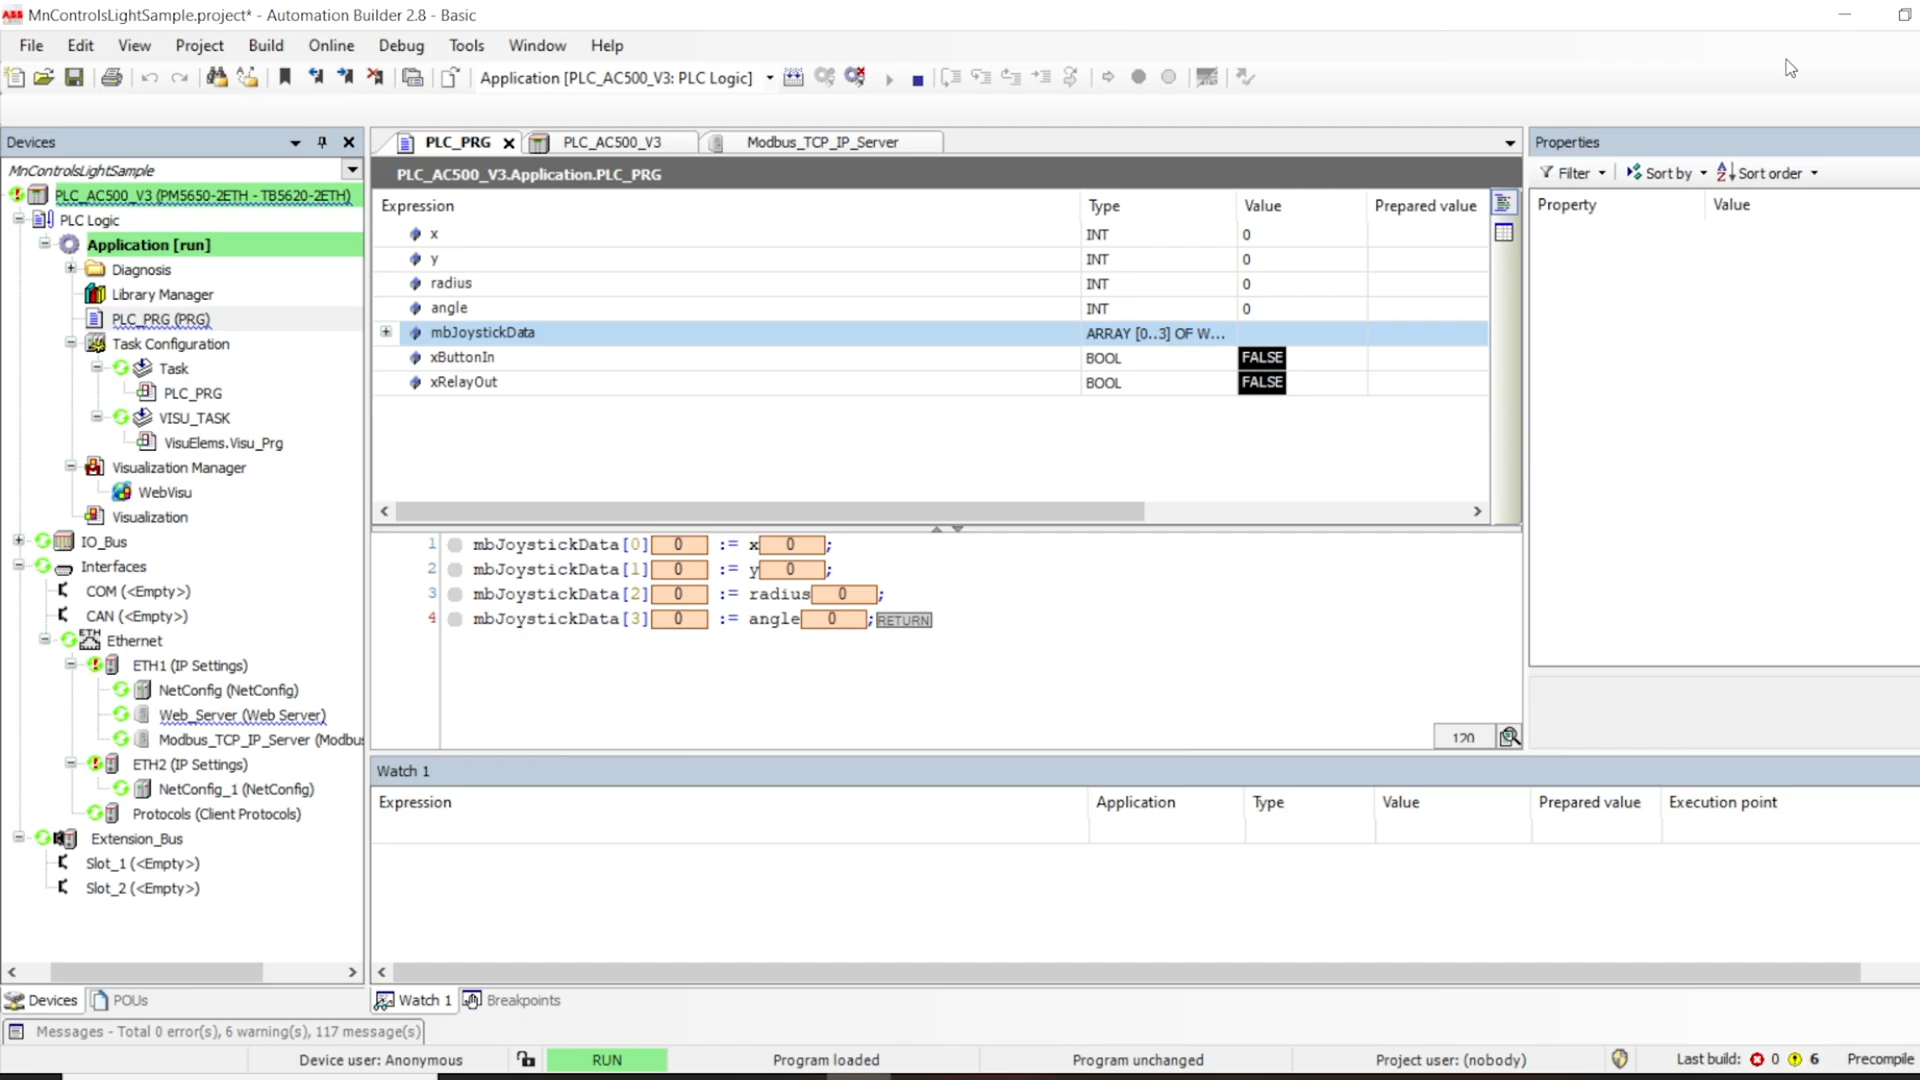 ABB MnControlsLightSample.project* - Automation Builder 2.8 - Basic
File Edit View Project Build Online Debug Tools Window Help
Application [PLC_AC500_V3: PLC Logic]
Devices
MnControlsLightSample
PLC_AC500_V3 (PM5650-2ETH - TB5620-2ETH)
PLC Logic
Application [run]
Diagnosis
Library Manager
PLC_PRG (PRG)
Task Configuration
Task
PLC_PRG
VISU_TASK
VisuElems.Visu_Prg
Visualization Manager
WebVisu
Visualization
IO_Bus
Interfaces
COM (<Empty>)
CAN (<Empty>)
ETH Ethernet
ETH1 (IP Settings)
NetConfig (NetConfig)
Web_Server (Web Server)
Modbus_TCP_IP_Server (Modbus
ETH2 (IP Settings)
NetConfig_1 (NetConfig)
Protocols (Client Protocols)
Extension_Bus
Slot_1 (<Empty>)
Slot_2 (<Empty>)
Devices POUs
PLC_PRG PLC_AC500_V3 Modbus_TCP_IP_Server
PLC_AC500_V3.Application.PLC_PRG
Expression Type Value Prepared value
x INT 0
y INT 0
radius INT 0
angle INT 0
mbJoystickData ARRAY [0..3] OF W...
xButtonIn BOOL FALSE
xRelayOut BOOL FALSE
1 mbJoystickData[0] 0 := x 0 ;
2 mbJoystickData[1] 0 := y 0 ;
3 mbJoystickData[2] 0 := radius 0 ;
4 mbJoystickData[3] 0 := angle 0 ; RETURN
120
Properties
Filter Sort by Sort order
Property Value
Watch 1
Expression Application Type Value Prepared value Execution point
Watch 1 Breakpoints
Messages - Total 0 error(s), 6 warning(s), 117 message(s)
Device user: Anonymous RUN Program loaded Program unchanged Project user: (nobody) Last build: 0 6 Precompile